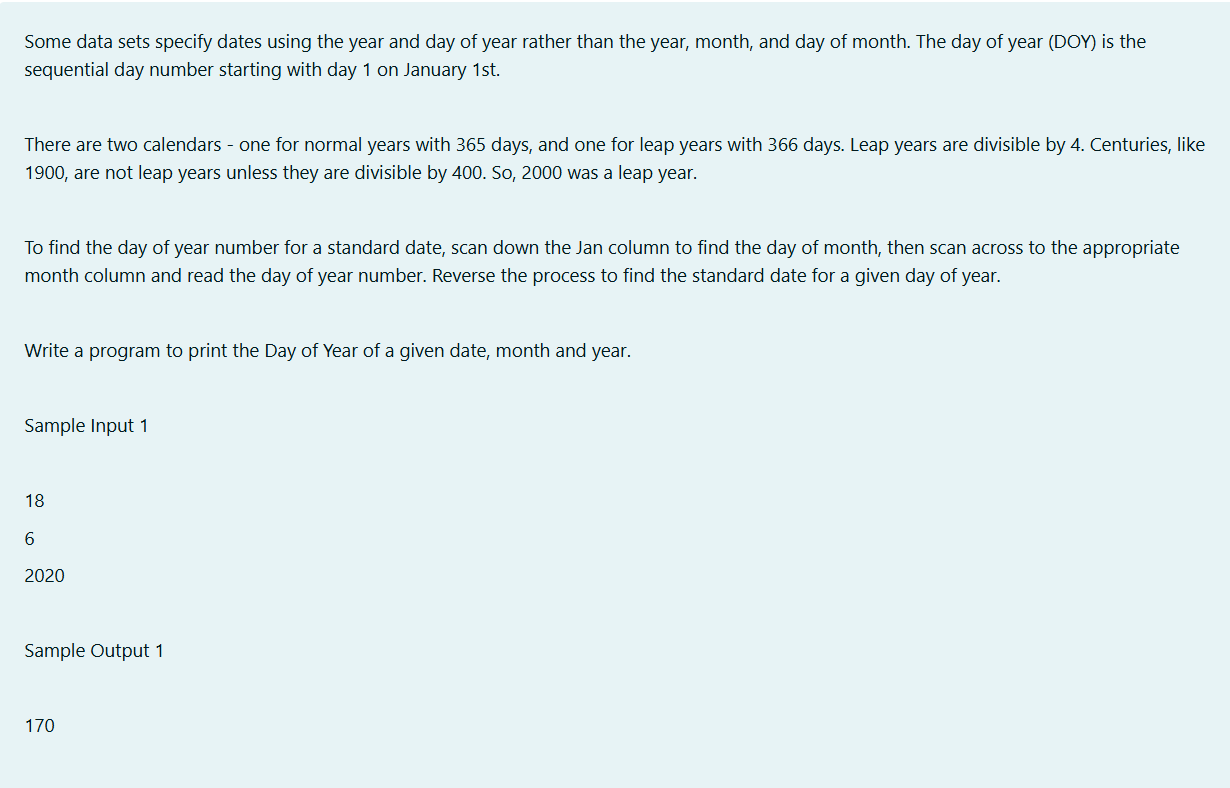 Some data sets specify dates using the year and day of year rather than the year, month, and day of month. The day of year (DOY) is the
sequential day number starting with day 1 on January 1st.
There are two calendars - one for normal years with 365 days, and one for leap years with 366 days. Leap years are divisible by 4. Centuries, like
1900, are not leap years unless they are divisible by 400. So, 2000 was a leap year.
To find the day of year number for a standard date, scan down the Jan column to find the day of month, then scan across to the appropriate
month column and read the day of year number. Reverse the process to find the standard date for a given day of year.
Write a program to print the Day of Year of a given date, month and year.
Sample Input 1
18
6
2020
Sample Output 1
170